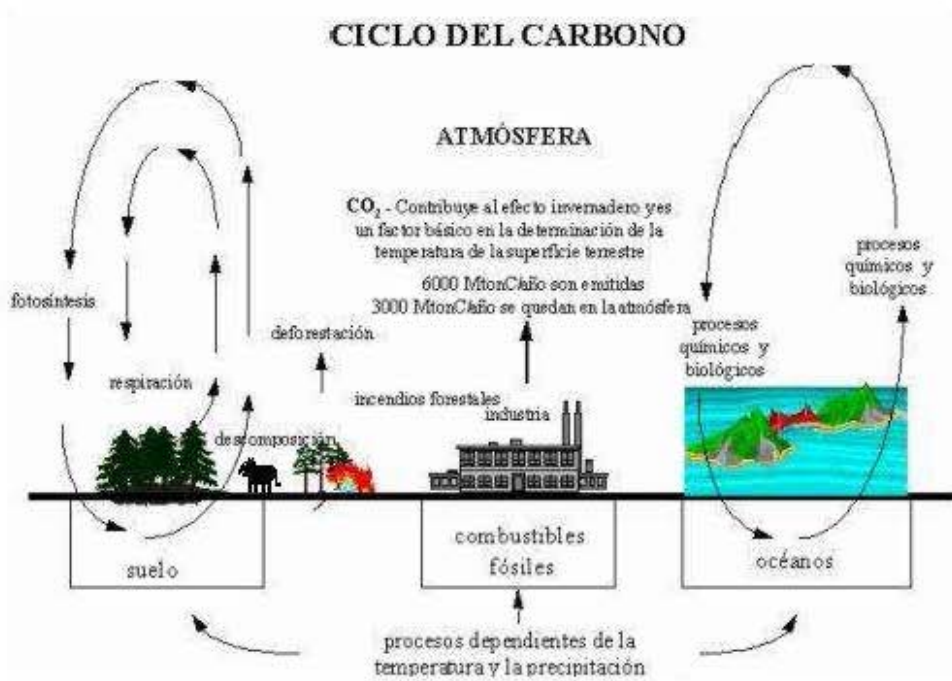 CICLO DEL CARBONO
ATMÓSFERA
CO₂ - Contribuye al efecto invernadero y es
un factor básico en la determinación de la
temperatura de la superficie terrestre
6000 MtonC/año son emitidas
3000 MtonC/año se quedan en la atmósfera
procesos
químicos y
biológicos
fotosíntesis
procesos
químicos y
biológicos
deforestación
respiración
incendios forestales
industria
descomposición
suelo
combustibles
fósiles
océanos
procesos dependientes de la
temperatura y la precipitación